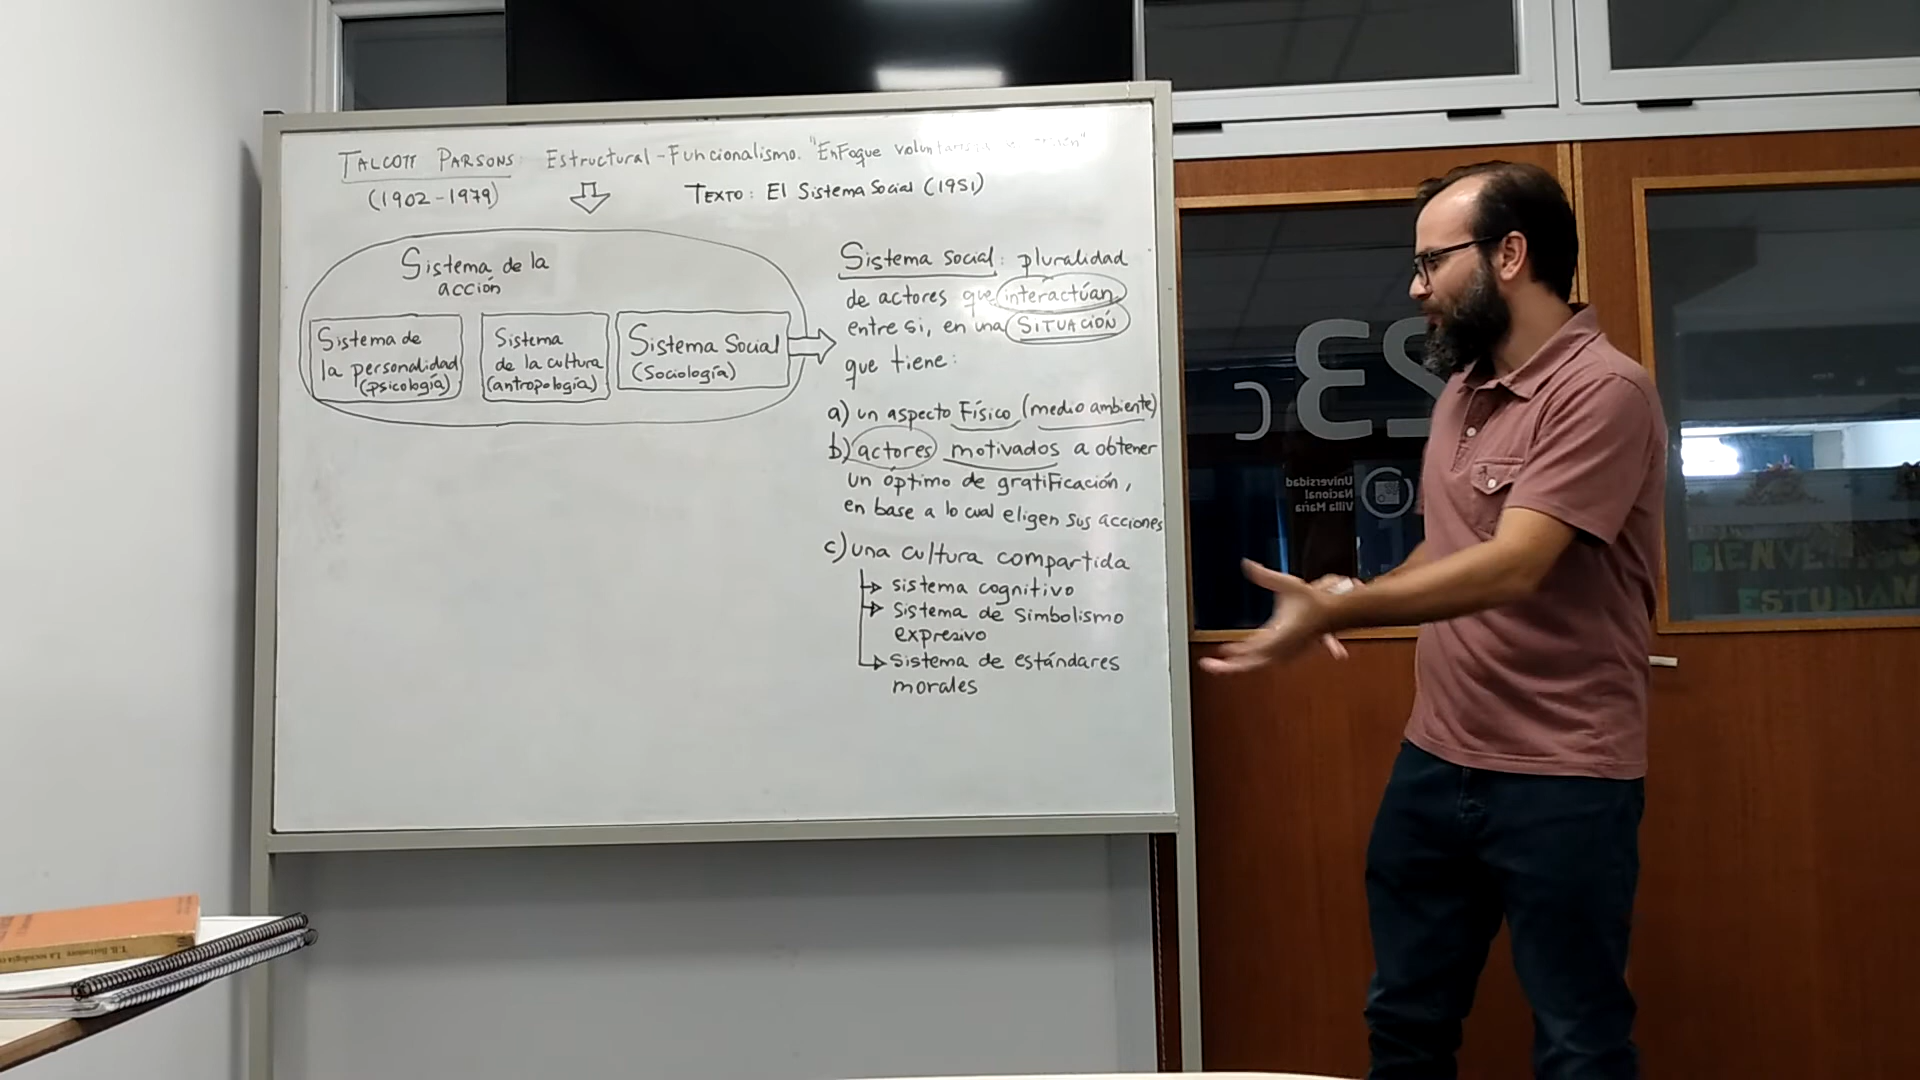 TALCOTT PARSONS: Estructural-Funcionalismo. "EnFoque
(1902-1979)
TEXTO: El Sistema Social (1951)
Sistema de la
acción
Sistema de
la personalidad
(psicología)
Sistema
de la cultura
(antropología)
Sistema Social
(Sociología)
Sistema Social: pluralidad
de actores que interactúan
entre si, en una SITUACIÓN
que tiene:
a) un aspecto Físico (medio ambiente)
b) actores motivados a obtener
un óptimo de gratiFicación,
en base a lo cual eligen sus acciones
c) una cultura compartida
sistema cognitivo
Sistema de simbolismo
expresivo
Sistema de estándares
morales
23
Universidad
Nacional
Villa María
T.B. Bottomore La sociología